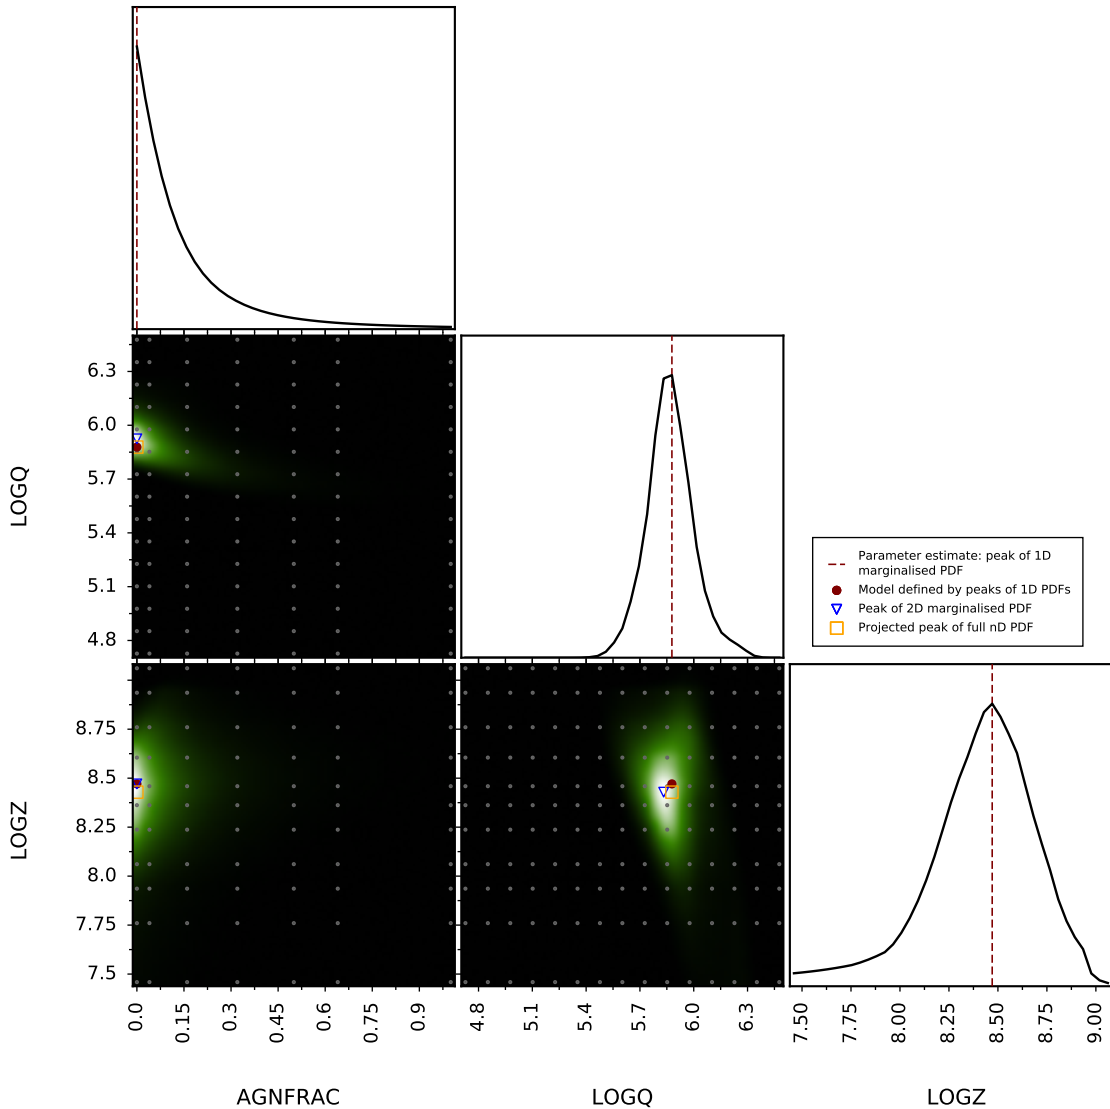 6.3
6.0
5.7
5.4
5.1
4.8
LOGQ
Parameter estimate: peak of 1D
marginalised PDF
Model defined by peaks of 1D PDFs
Peak of 2D marginalised PDF
Projected peak of full nD PDF
8.75
8.5
8.25
8.0
7.75
7.5
LOGZ
0.0 0.15 0.3 0.45 0.6 0.75 0.9
4.8 5.1 5.4 5.7 6.0 6.3
7.50 7.75 8.00 8.25 8.50 8.75 9.00
AGNFRAC LOGQ LOGZ